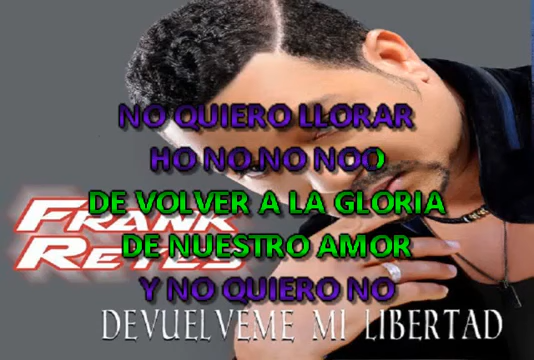 NO QUIERO LLORAR
HO NO.NO NOO
DE VOLVER A LA GLORIA
FRANK
REYES
DE NUESTRO AMOR
Y NO QUIERO NO
DEVUELVEME MI LIBERTAD